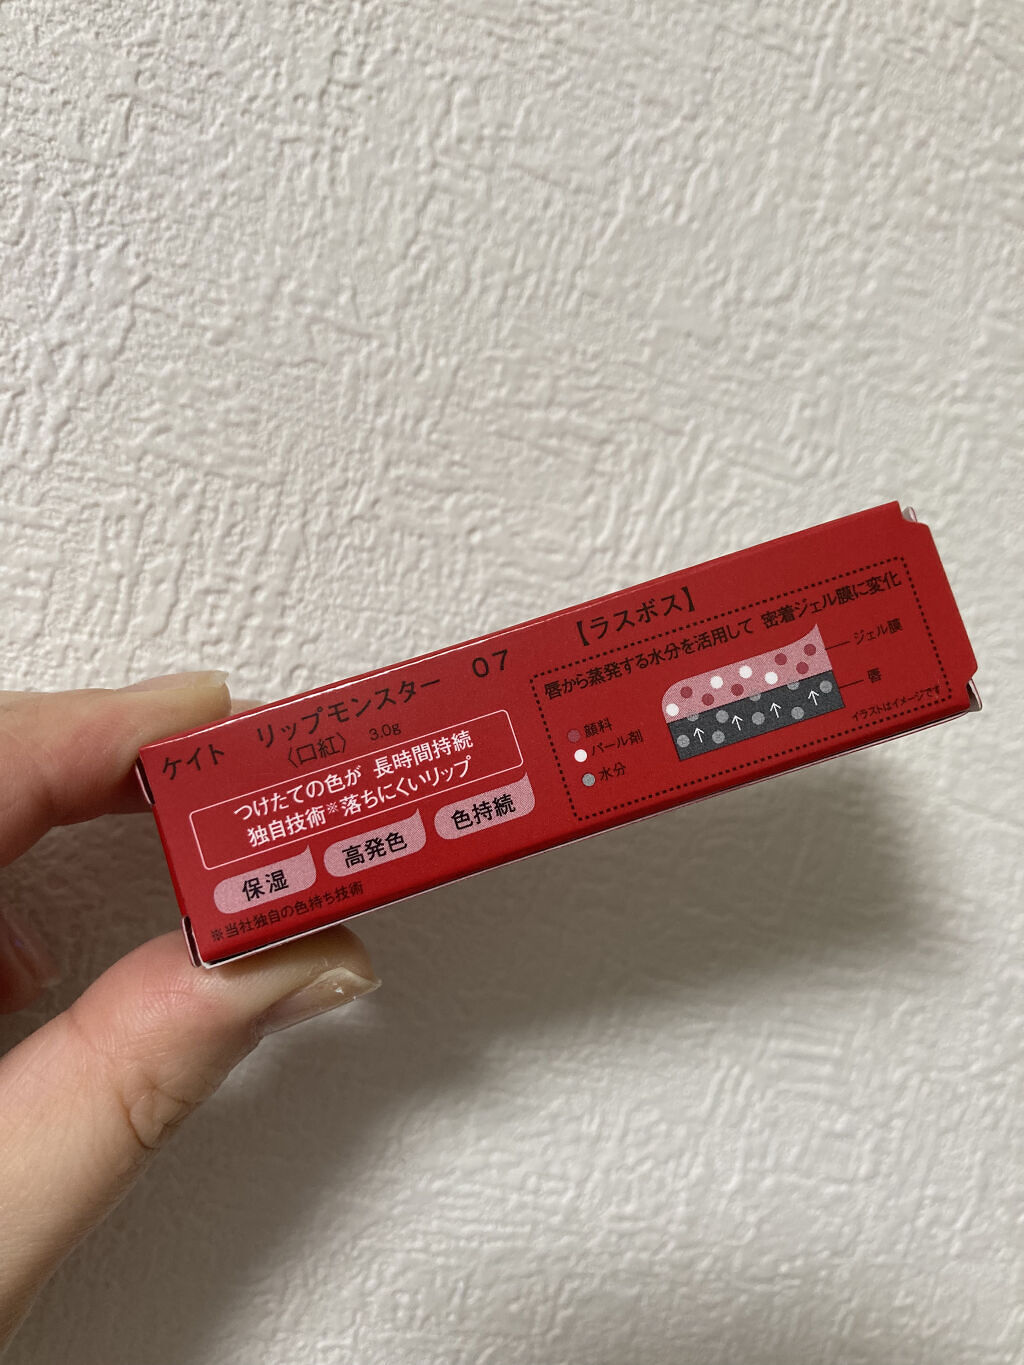 ケイト リップモンスター 07 【ラスボス】
〈口紅〉 3.0g
つけたての色が 長時間持続
独自技術※落ちにくいリップ
保湿 高発色 色持続
※当社独自の色持ち技術
唇から蒸発する水分を活用して 密着ジェル膜に変化
顔料
パール剤
水分
ジェル膜
唇
イラストはイメージです